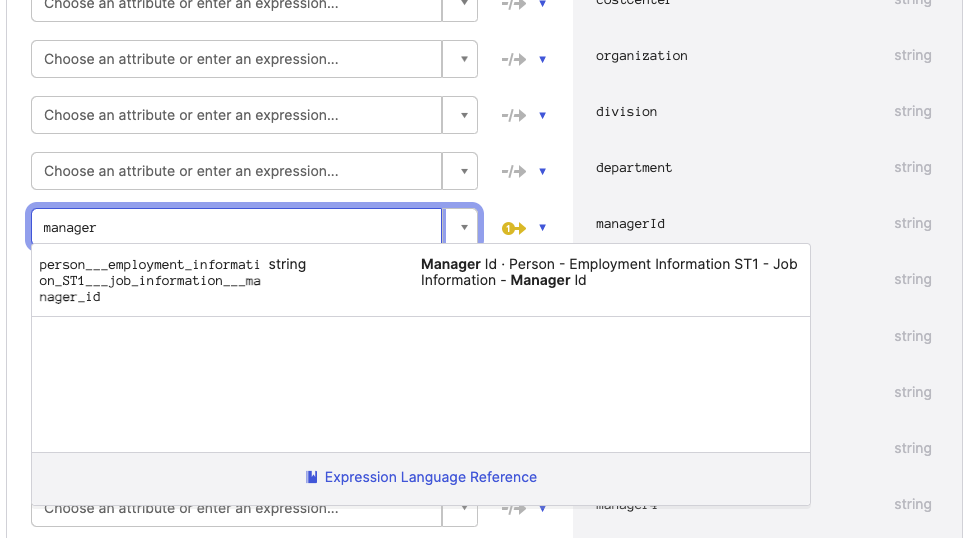 Choose an attribute or enter an expression... costCenter string
Choose an attribute or enter an expression... organization string
Choose an attribute or enter an expression... division string
Choose an attribute or enter an expression... department string
manager managerId string
person___employment_informati string Manager Id · Person - Employment Information ST1 - Job
on_ST1___job_information___ma Information - Manager Id
nager_id
string
string
string
string
Expression Language Reference
Choose an attribute or enter an expression... string